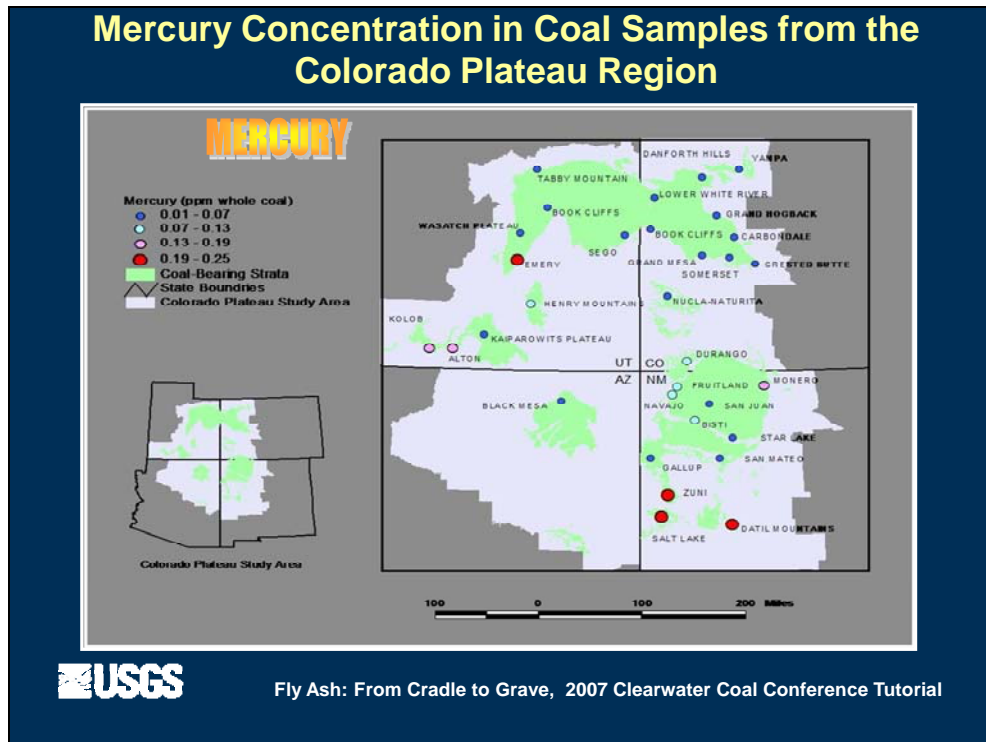 Mercury Concentration in Coal Samples from the
Colorado Plateau Region
MERCURY
Mercury (ppm whole coal)
0.01 - 0.07
0.07 - 0.13
0.13 - 0.19
0.19 - 0.25
Coal-Bearing Strata
State Boundries
Colorado Plateau Study Area
DANFORTH HILLS
YAMPA
TABBY MOUNTAIN
LOWER WHITE RIVER
BOOK CLIFFS
GRAND HOGBACK
WASATCH PLATEAU
BOOK CLIFFS
CARBONDALE
SEGO
EMERY
GRAND MESA
CRESTED BUTTE
SOMERSET
HENRY MOUNTAINS
NUCLA-NATURITA
KOLOB
KAIPAROWITS PLATEAU
ALTON
DURANGO
UT CO
AZ NM
FRUITLAND
MONERO
BLACK MESA
NAVAJO
SAN JUAN
BISTI
STAR LAKE
GALLUP
SAN MATEO
ZUNI
DATIL MOUNTAINS
SALT LAKE
Colorado Plateau Study Area
100 0 100 200 Miles
USGS
Fly Ash: From Cradle to Grave, 2007 Clearwater Coal Conference Tutorial